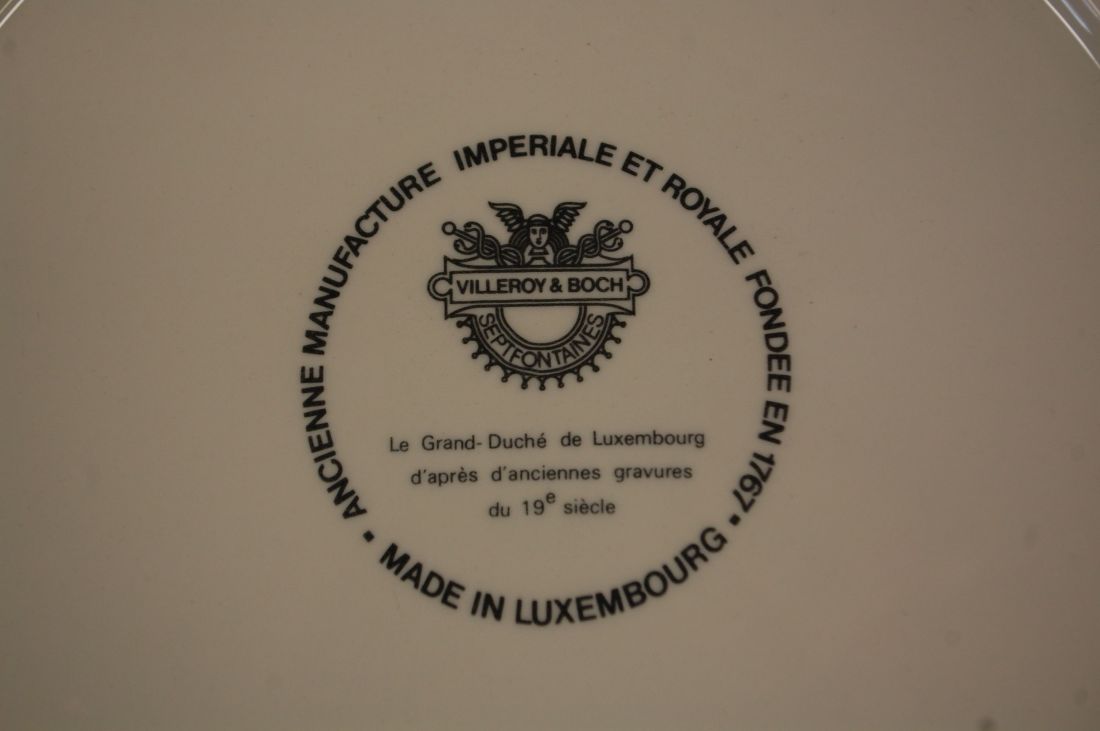 ANCIENNE MANUFACTURE IMPERIALE ET ROYALE FONDEE EN 1767
VILLEROY & BOCH
SEPTFONTAINES
Le Grand-Duché de Luxembourg
d'après d'anciennes gravures
du 19e siècle
• MADE IN LUXEMBOURG •